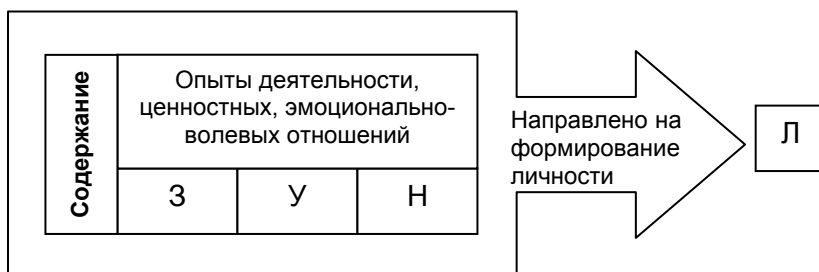 Содержание
Опыты деятельности,
ценностных, эмоционально-
волевых отношений
З У Н
Направлено на
формирование
личности
Л